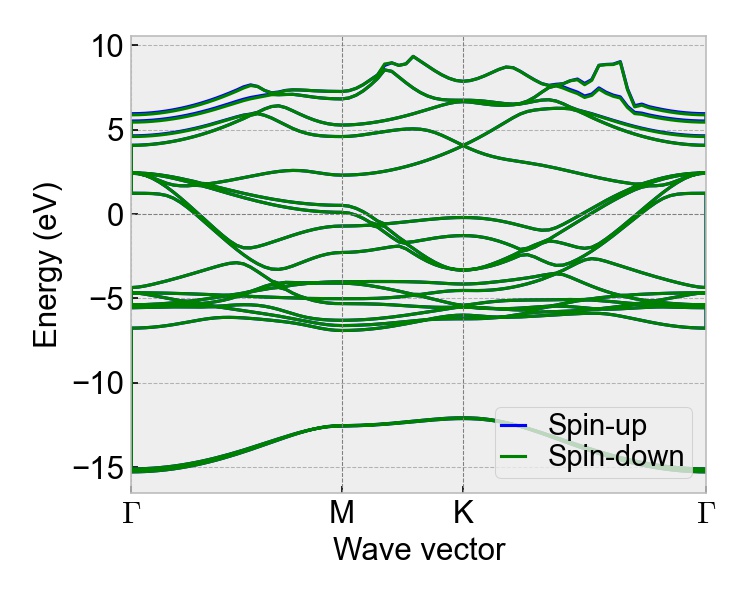 10
5
0
−5
−10
−15
Energy (eV)
Spin-up
Spin-down
Γ M K Γ
Wave vector